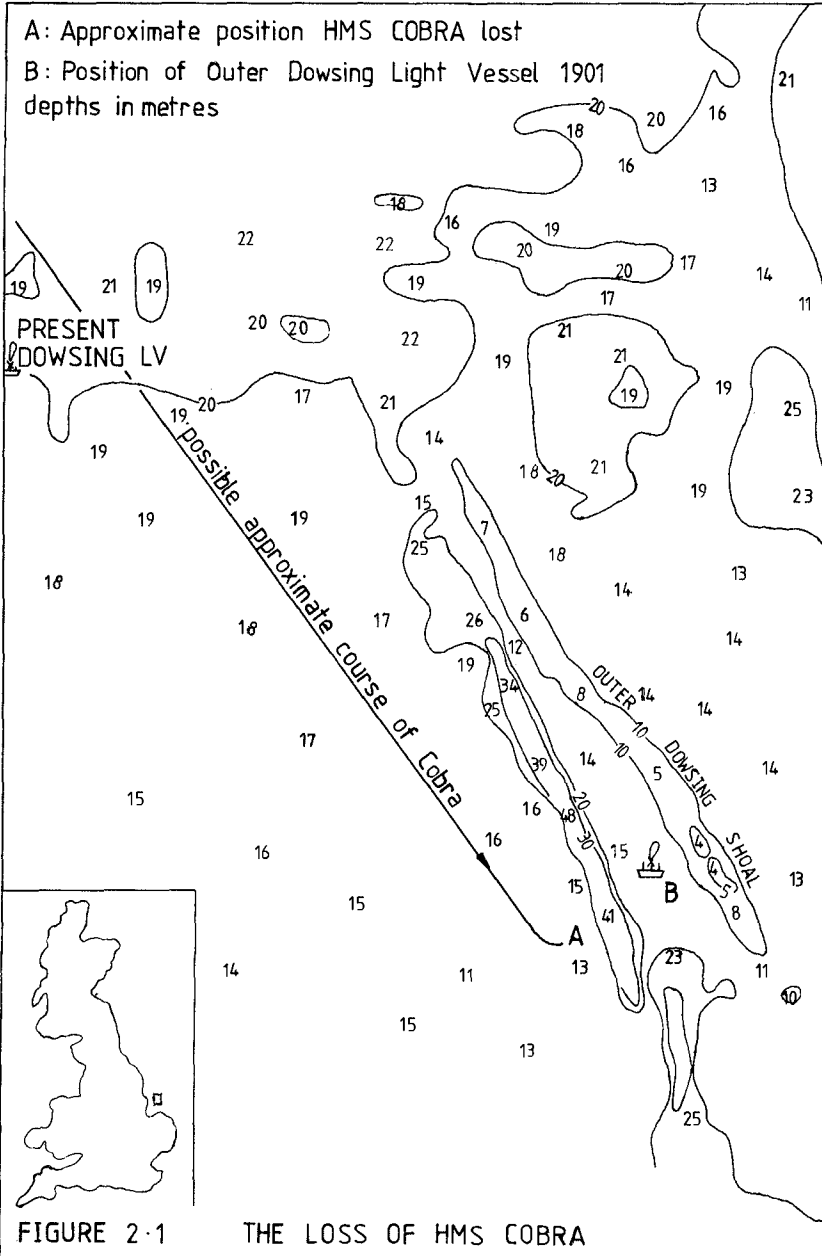 A: Approximate position HMS COBRA lost
B: Position of Outer Dowsing Light Vessel 1901
depths in metres
21
20 20 16
18
16
13
18
16
22 22 19
20 17
19 21 19 19 20 14
17 11
PRESENT
DOWSING LV
20 20 22 21
19 21
19 19
17 21 25
20
19
14
19 18 20 21
19 23
15
19 19 25 7
18 13
18 14
17 26 6
18 12 14
19
34 8 14
25 14
OUTER
DOWSING
SHOAL
10
10
17
39 14 5 14
possible approximate course of Cobra
15 16 48 20
30
16 16 15 4
4
15 B 5 13
15 41 8
A
14 11 13 23 11
10
15
13
25
FIGURE 2·1 THE LOSS OF HMS COBRA